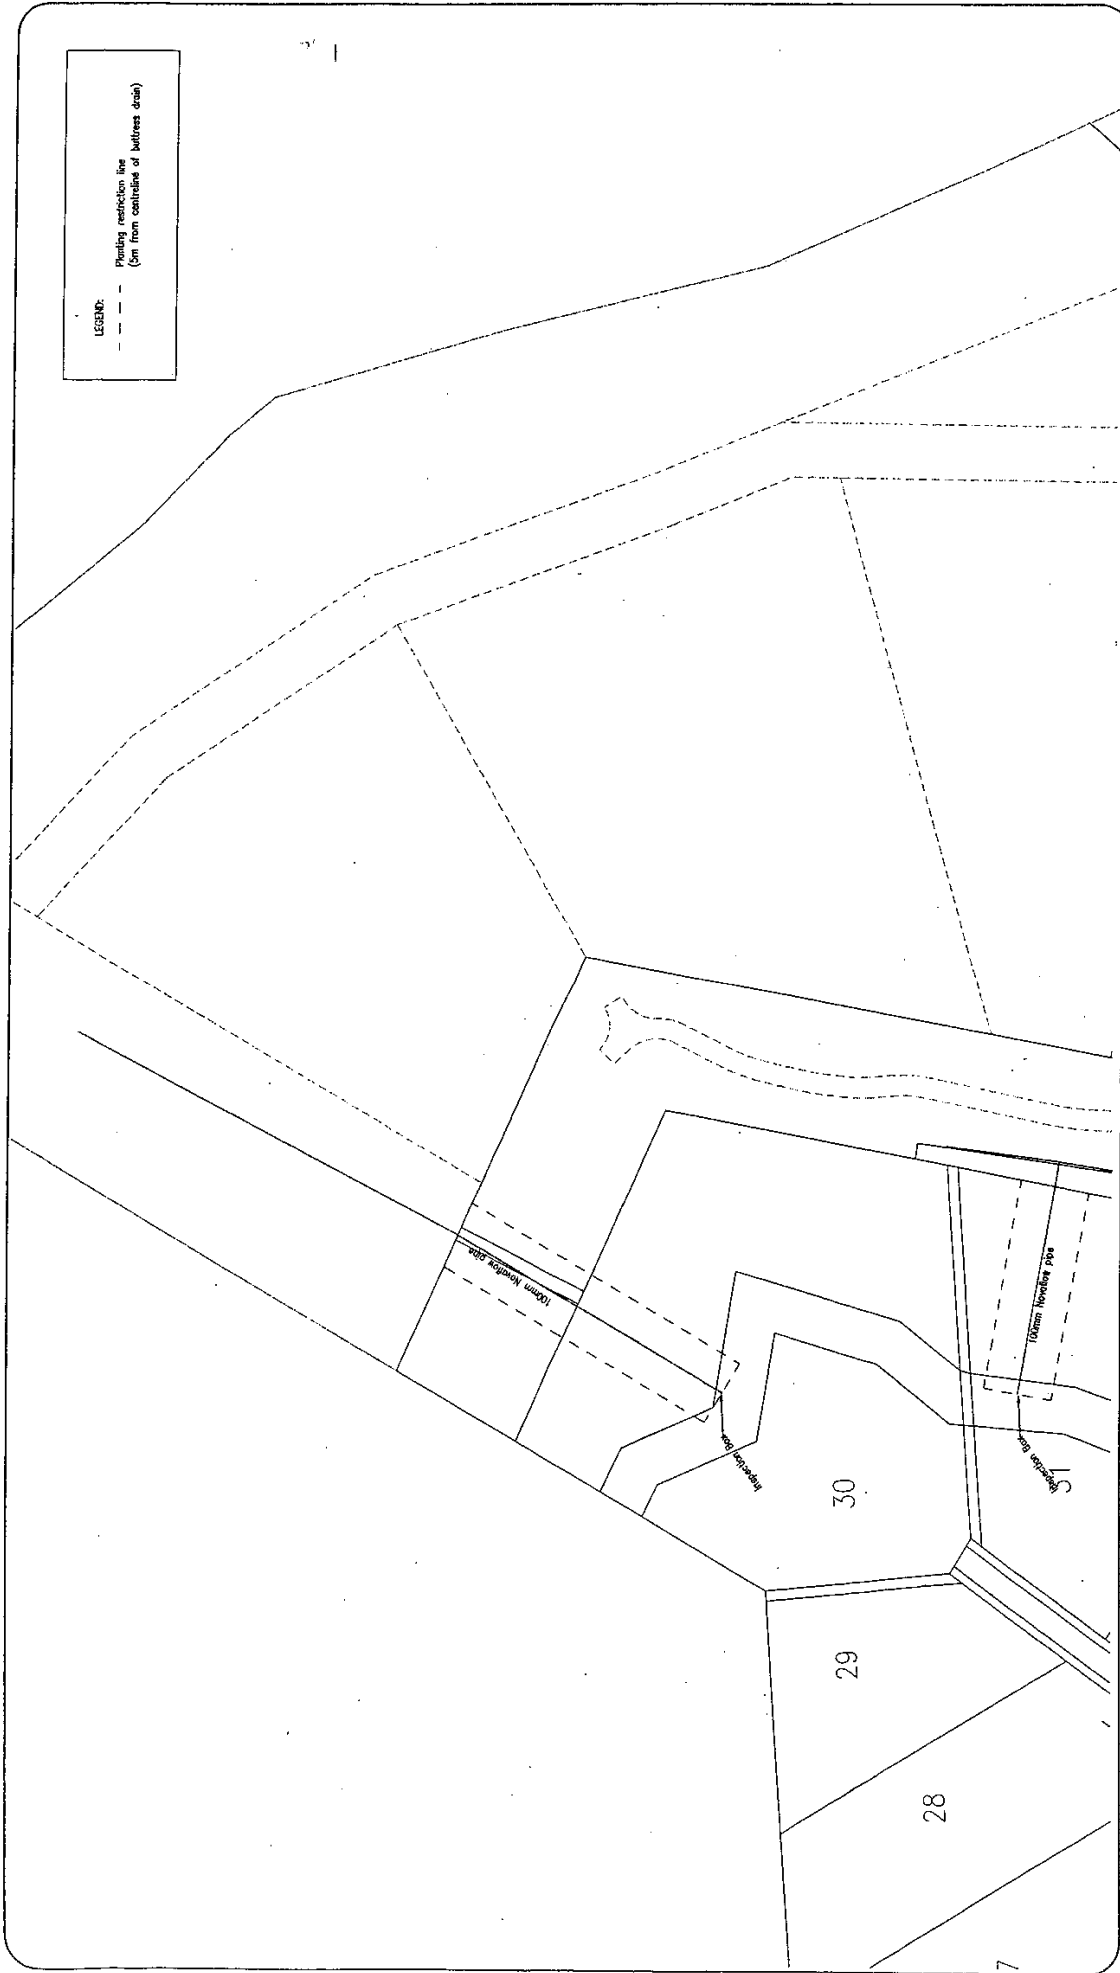 LEGEND:
Planting restriction line
(5m from centreline of buttress drain)
100mm Novaflow pipe
Inspection Box
100mm Novaflow pipe
Inspection Box
30
31
29
28
7